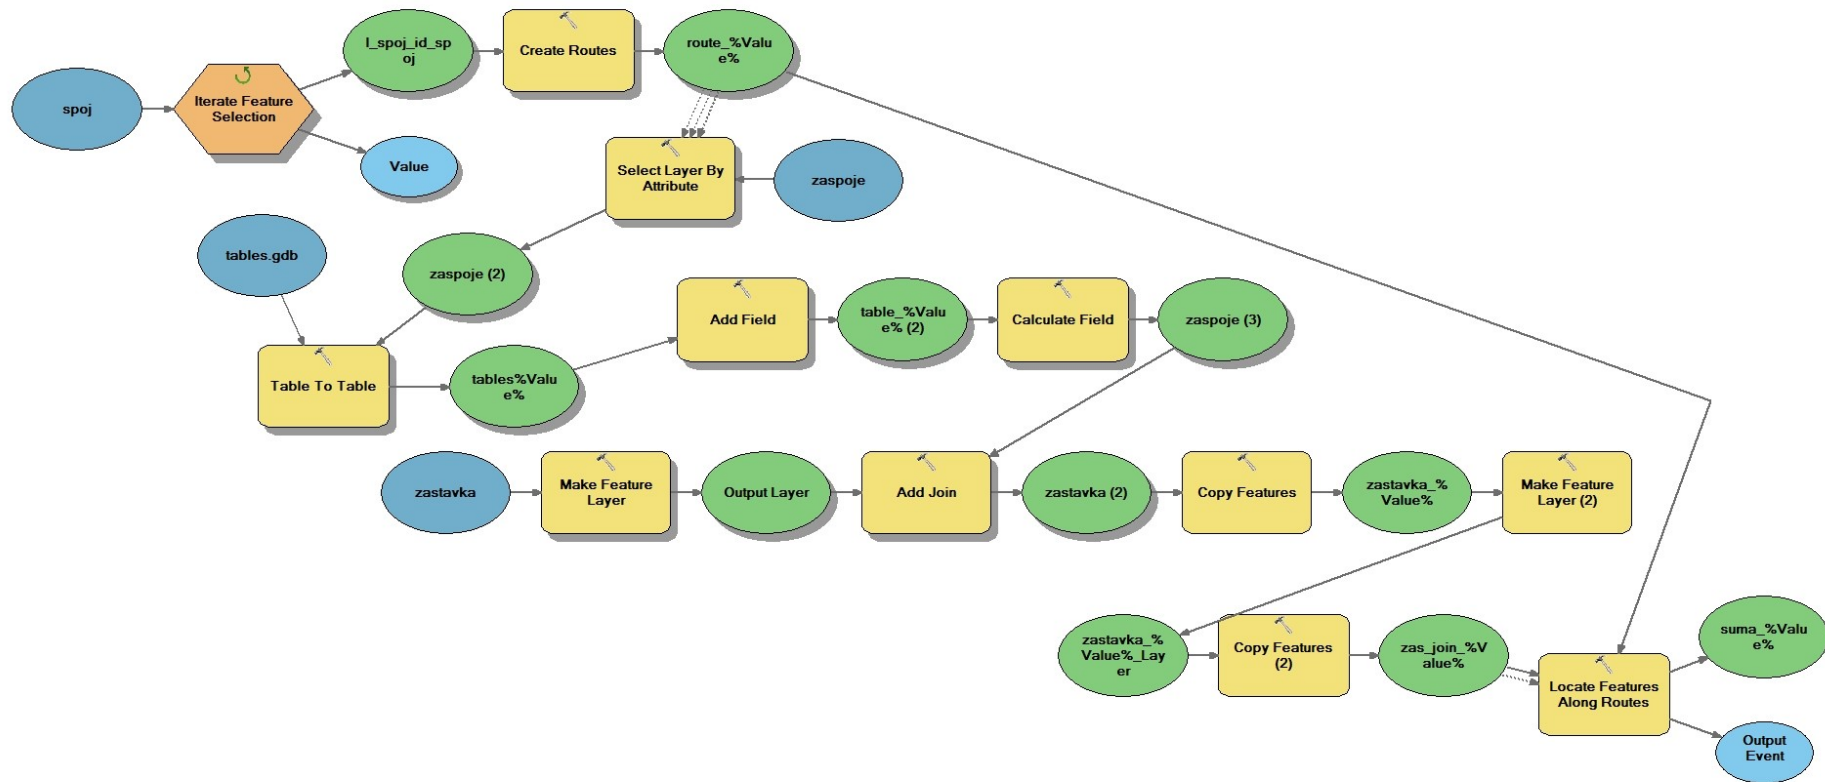 l_spoj_id_sp
oj
Create Routes
route_%Valu
e%
spoj
Iterate Feature
Selection
Value
Select Layer By
Attribute
zaspoje
tables.gdb
zaspoje (2)
Add Field
table_%Valu
e% (2)
Calculate Field
zaspoje (3)
Table To Table
tables%Valu
e%
zastavka
Make Feature
Layer
Output Layer
Add Join
zastavka (2)
Copy Features
zastavka_%
Value%
Make Feature
Layer (2)
zastavka_%
Value%_Lay
er
Copy Features
(2)
zas_join_%V
alue%
Locate Features
Along Routes
suma_%Valu
e%
Output
Event